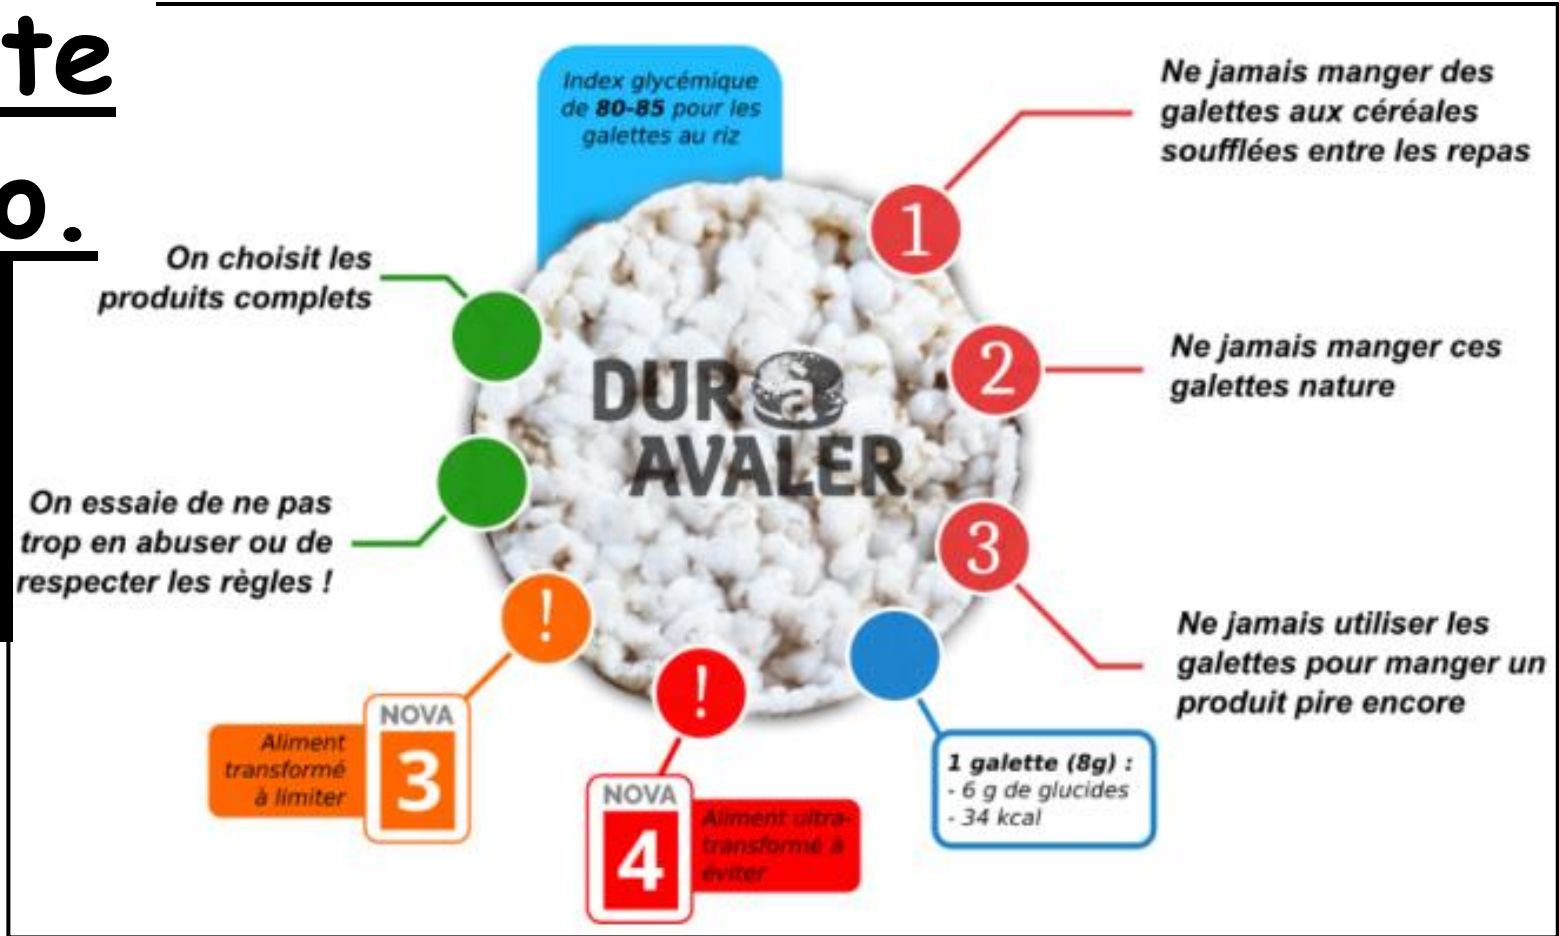 te
o.
Index glycémique
de 80-85 pour les
galettes au riz
Ne jamais manger des
galettes aux céréales
soufflées entre les repas
1
On choisit les
produits complets
2
Ne jamais manger ces
galettes nature
DUR a
AVALER
On essaie de ne pas
trop en abuser ou de
respecter les règles !
3
Ne jamais utiliser les
galettes pour manger un
produit pire encore
!
!
NOVA
3
Aliment
transformé
à limiter
NOVA
4
Aliment ultra-
transformé à
éviter
1 galette (8g) :
- 6 g de glucides
- 34 kcal